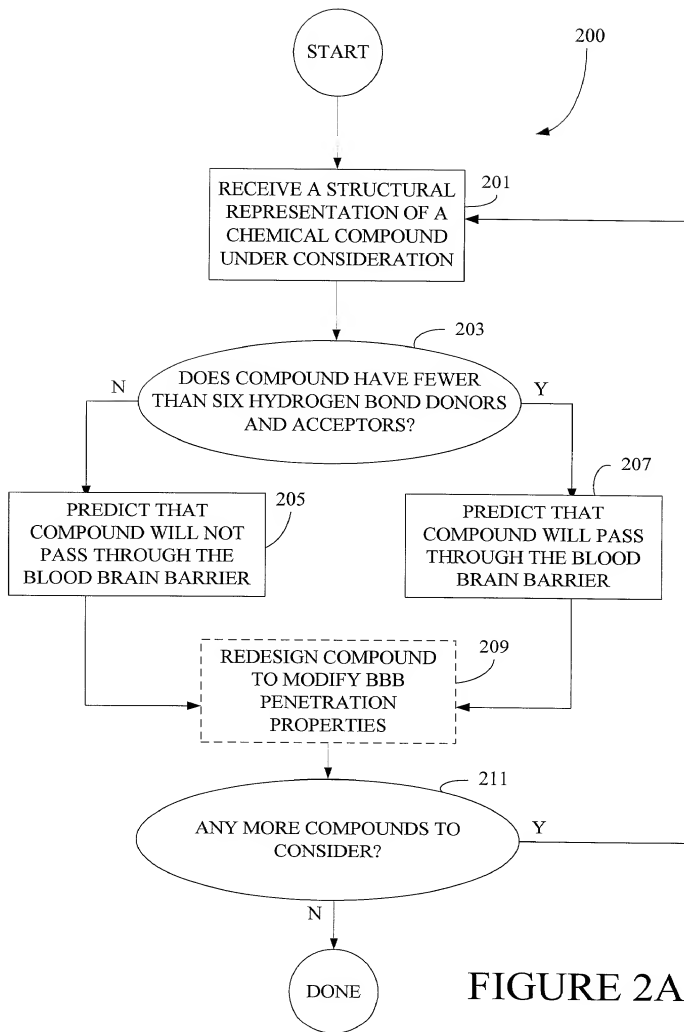 START
200
RECEIVE A STRUCTURAL
REPRESENTATION OF A
CHEMICAL COMPOUND
UNDER CONSIDERATION
201
203
DOES COMPOUND HAVE FEWER
THAN SIX HYDROGEN BOND DONORS
AND ACCEPTORS?
N
Y
PREDICT THAT
COMPOUND WILL NOT
PASS THROUGH THE
BLOOD BRAIN BARRIER
205
207
PREDICT THAT
COMPOUND WILL PASS
THROUGH THE BLOOD
BRAIN BARRIER
REDESIGN COMPOUND
TO MODIFY BBB
PENETRATION
PROPERTIES
209
211
ANY MORE COMPOUNDS TO
CONSIDER?
Y
N
DONE
FIGURE 2A